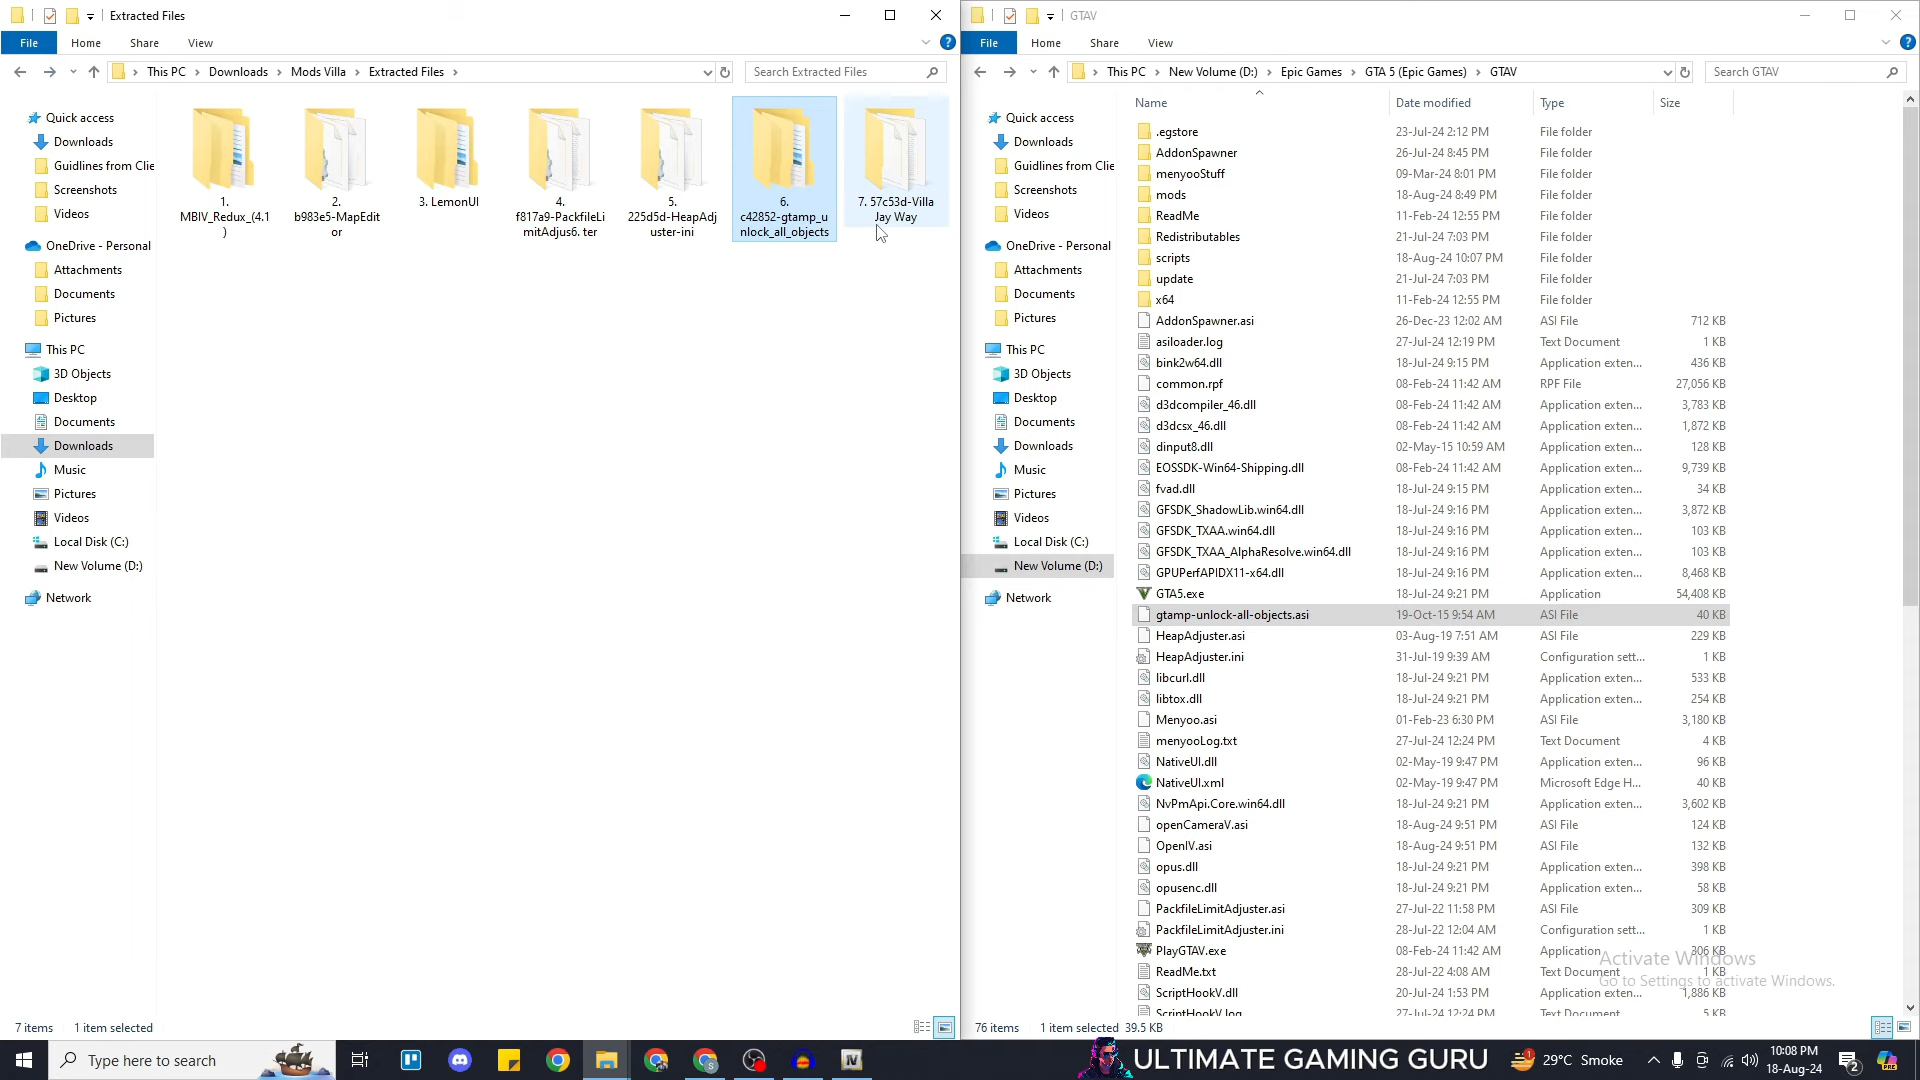 Extracted Files
File
Home
Share
View
This PC
Downloads
Mods Villa
Extracted Files
Search Extracted Files
Quick access
Downloads
Guidlines from Clie
Screenshots
Videos
OneDrive - Personal
Attachments
Documents
Pictures
This PC
3D Objects
Desktop
Documents
Downloads
Music
Pictures
Videos
Local Disk (C:)
New Volume (D:)
Network
1.
MBIV_Redux_(4.1
)
2.
b983e5-MapEdit
or
3. LemonUI
4.
f817a9-PackfileLi
mitAdjus6. ter
5.
225d5d-HeapAdj
uster-ini
6.
c42852-gtamp_u
nlock_all_objects
7. 57c53d-Villa
Jay Way
7 items
1 item selected
GTAV
File
Home
Share
View
This PC
New Volume (D:)
Epic Games
GTA 5 (Epic Games)
GTAV
Search GTAV
Quick access
Downloads
Guidlines from Clie
Screenshots
Videos
OneDrive - Personal
Attachments
Documents
Pictures
This PC
3D Objects
Desktop
Documents
Downloads
Music
Pictures
Videos
Local Disk (C:)
New Volume (D:)
Network
Name Date modified Type Size
.egstore 23-Jul-24 2:12 PM File folder
AddonSpawner 26-Jul-24 8:45 PM File folder
menyooStuff 09-Mar-24 8:01 PM File folder
mods 18-Aug-24 8:49 PM File folder
ReadMe 11-Feb-24 12:55 PM File folder
Redistributables 21-Jul-24 7:03 PM File folder
scripts 18-Aug-24 10:07 PM File folder
update 21-Jul-24 7:03 PM File folder
x64 11-Feb-24 12:55 PM File folder
AddonSpawner.asi 26-Dec-23 12:02 AM ASI File 712 KB
asiloader.log 27-Jul-24 12:19 PM Text Document 1 KB
bink2w64.dll 18-Jul-24 9:15 PM Application exten... 436 KB
common.rpf 08-Feb-24 11:42 AM RPF File 27,056 KB
d3dcompiler_46.dll 08-Feb-24 11:42 AM Application exten... 3,783 KB
d3dcsx_46.dll 08-Feb-24 11:42 AM Application exten... 1,872 KB
dinput8.dll 02-May-15 10:59 AM Application exten... 128 KB
EOSSDK-Win64-Shipping.dll 08-Feb-24 11:42 AM Application exten... 9,739 KB
fvad.dll 18-Jul-24 9:15 PM Application exten... 34 KB
GFSDK_ShadowLib.win64.dll 18-Jul-24 9:16 PM Application exten... 3,872 KB
GFSDK_TXAA.win64.dll 18-Jul-24 9:16 PM Application exten... 103 KB
GFSDK_TXAA_AlphaResolve.win64.dll 18-Jul-24 9:16 PM Application exten... 103 KB
GPUPerfAPIDX11-x64.dll 18-Jul-24 9:16 PM Application exten... 8,468 KB
GTA5.exe 18-Jul-24 9:21 PM Application 54,408 KB
gtamp-unlock-all-objects.asi 19-Oct-15 9:54 AM ASI File 40 KB
HeapAdjuster.asi 03-Aug-19 7:51 AM ASI File 229 KB
HeapAdjuster.ini 31-Jul-19 9:39 AM Configuration sett... 1 KB
libcurl.dll 18-Jul-24 9:21 PM Application exten... 533 KB
libtox.dll 18-Jul-24 9:21 PM Application exten... 254 KB
Menyoo.asi 01-Feb-23 6:30 PM ASI File 3,180 KB
menyooLog.txt 27-Jul-24 12:24 PM Text Document 4 KB
NativeUI.dll 02-May-19 9:47 PM Application exten... 96 KB
NativeUI.xml 02-May-19 9:47 PM Microsoft Edge H... 40 KB
NvPmApi.Core.win64.dll 18-Jul-24 9:21 PM Application exten... 3,602 KB
openCameraV.asi 18-Aug-24 9:51 PM ASI File 124 KB
OpenIV.asi 18-Aug-24 9:51 PM ASI File 132 KB
opus.dll 18-Jul-24 9:21 PM Application exten... 398 KB
opusenc.dll 18-Jul-24 9:21 PM Application exten... 58 KB
PackfileLimitAdjuster.asi 27-Jul-22 11:58 PM ASI File 309 KB
PackfileLimitAdjuster.ini 28-Jul-22 12:04 AM Configuration sett... 1 KB
PlayGTAV.exe 08-Feb-24 11:42 AM Application 306 KB
ReadMe.txt 28-Jul-22 4:08 AM Text Document 1 KB
ScriptHookV.dll 20-Jul-24 1:53 PM Application exten... 1,886 KB
ScriptHookV.log 27-Jul-24 12:24 PM Text Document 5 KB
Activate Windows
Go to Settings to activate Windows.
76 items
1 item selected 39.5 KB
Type here to search
ULTIMATE GAMING GURU
29°C Smoke
10:08 PM
18-Aug-24
2